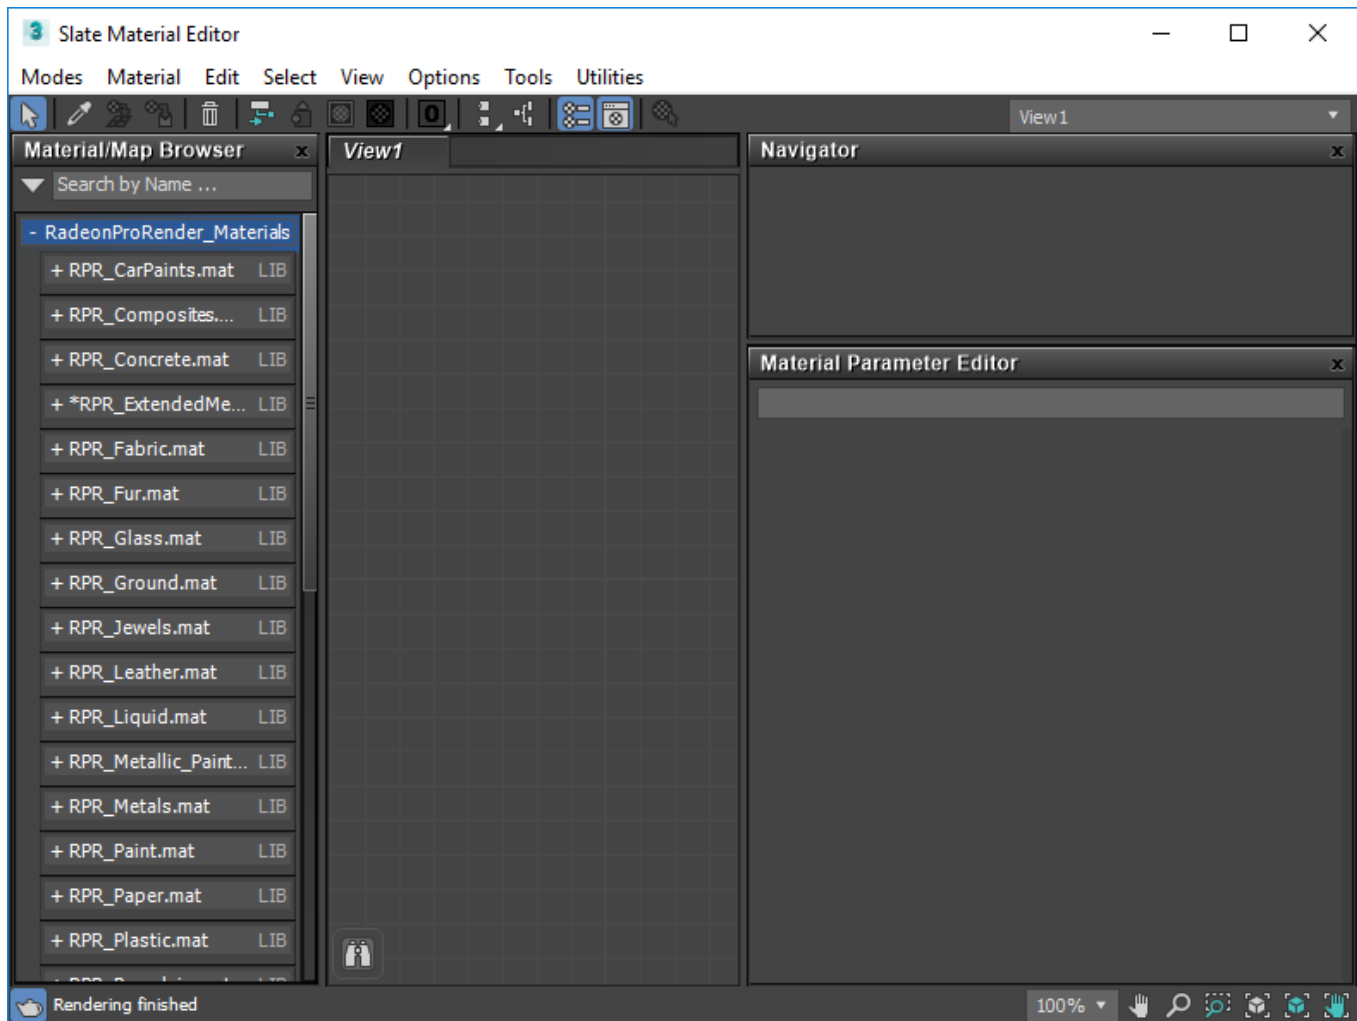 3 Slate Material Editor
Modes Material Edit Select View Options Tools Utilities
0
View1
Material/Map Browser x
View1
Navigator x
Search by Name ...
- RadeonProRender_Materials
+ RPR_CarPaints.mat LIB
+ RPR_Composites.... LIB
+ RPR_Concrete.mat LIB
+ *RPR_ExtendedMe... LIB
+ RPR_Fabric.mat LIB
+ RPR_Fur.mat LIB
+ RPR_Glass.mat LIB
+ RPR_Ground.mat LIB
+ RPR_Jewels.mat LIB
+ RPR_Leather.mat LIB
+ RPR_Liquid.mat LIB
+ RPR_Metallic_Paint... LIB
+ RPR_Metals.mat LIB
+ RPR_Paint.mat LIB
+ RPR_Paper.mat LIB
+ RPR_Plastic.mat LIB
Material Parameter Editor x
Rendering finished
100%